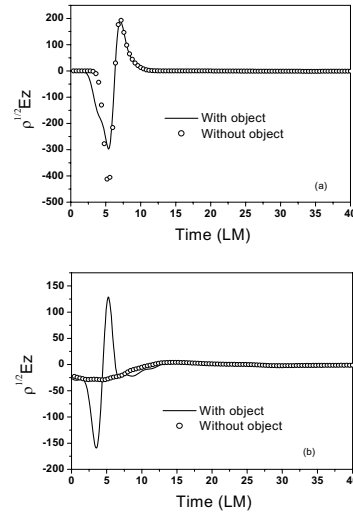 200
100
0
-100
-200
-300
-400
-500
ρ^1/2Ez
With object
Without object
(a)
0 5 10 15 20 25 30 35 40
Time (LM)
150
100
50
0
-50
-100
-150
-200
ρ^1/2Ez
With object
Without object
(b)
0 5 10 15 20 25 30 35 40
Time (LM)